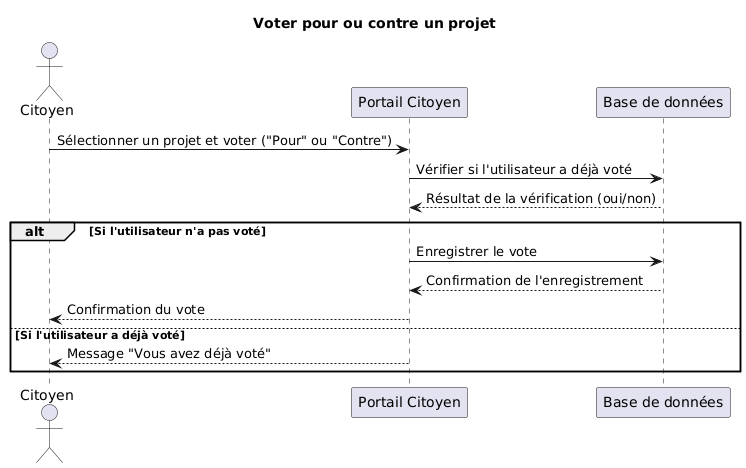 Voter pour ou contre un projet
Citoyen
Portail Citoyen
Base de données
Sélectionner un projet et voter ("Pour" ou "Contre")
Vérifier si l'utilisateur a déjà voté
Résultat de la vérification (oui/non)
alt
[Si l'utilisateur n'a pas voté]
Enregistrer le vote
Confirmation de l'enregistrement
Confirmation du vote
[Si l'utilisateur a déjà voté]
Message "Vous avez déjà voté"
Citoyen
Portail Citoyen
Base de données